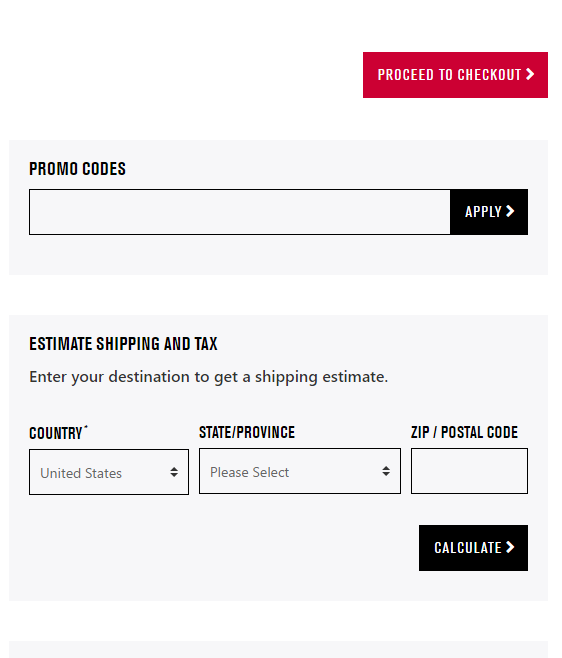 PROCEED TO CHECKOUT
PROMO CODES
APPLY
ESTIMATE SHIPPING AND TAX
Enter your destination to get a shipping estimate.
COUNTRY* STATE/PROVINCE ZIP / POSTAL CODE
United States Please Select
CALCULATE